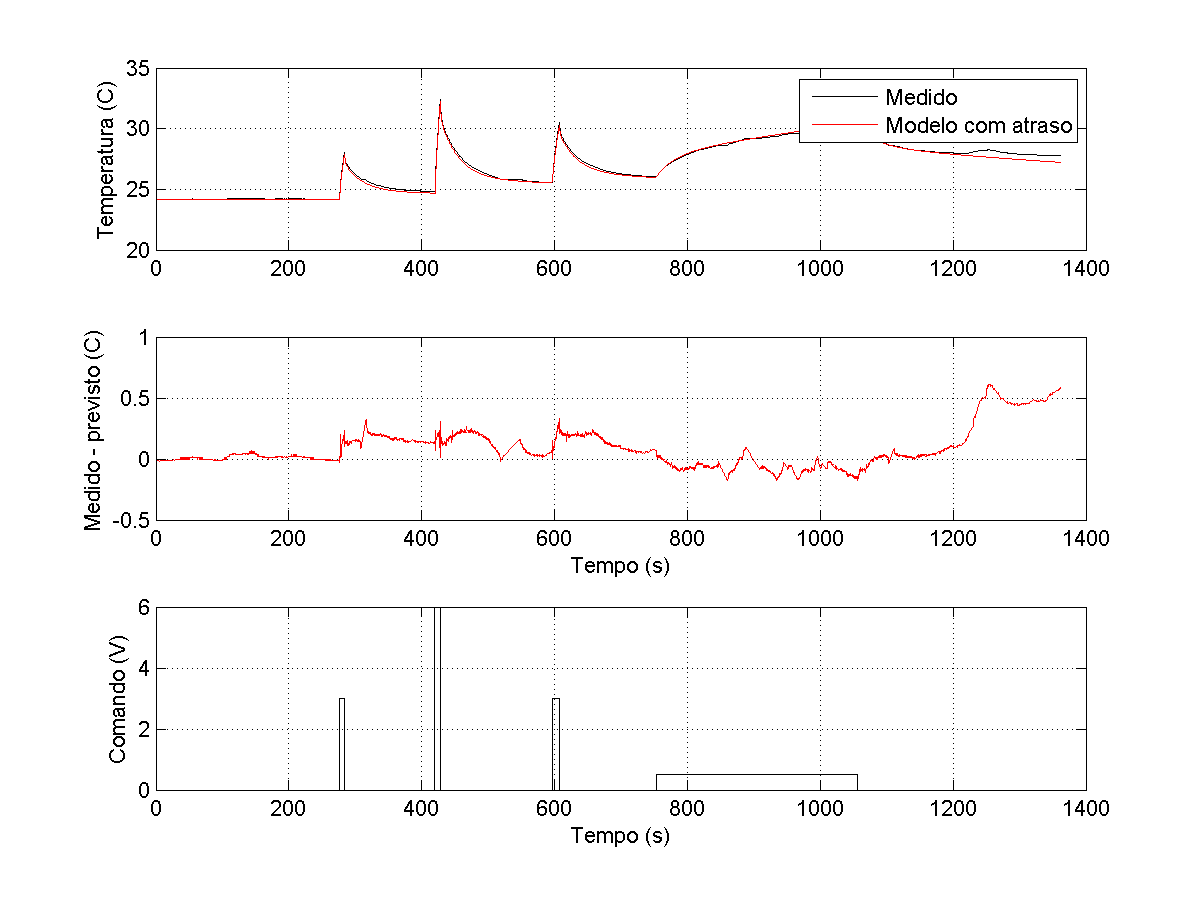 Temperatura (C)
35
30
25
20
Medido
Modelo com atraso
0 200 400 600 800 1000 1200 1400
Medido - previsto (C)
1
0.5
0
-0.5
0 200 400 600 800 1000 1200 1400
Tempo (s)
Comando (V)
6
4
2
0
0 200 400 600 800 1000 1200 1400
Tempo (s)